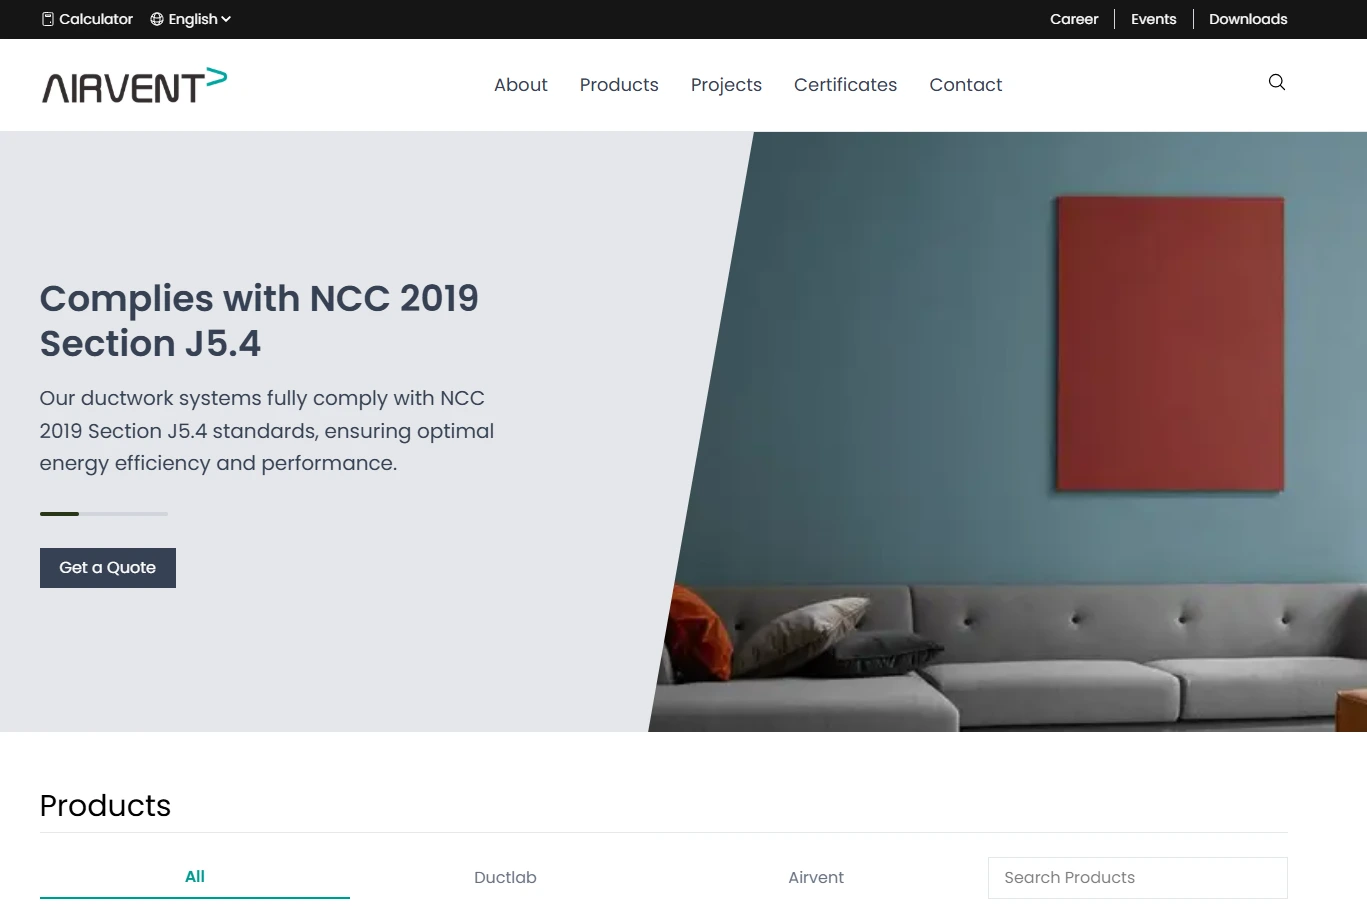 Calculator English
Career Events Downloads
AIRVENT
About Products Projects Certificates Contact
Complies with NCC 2019
Section J5.4
Our ductwork systems fully comply with NCC
2019 Section J5.4 standards, ensuring optimal
energy efficiency and performance.
Get a Quote
Products
All Ductlab Airvent Search Products